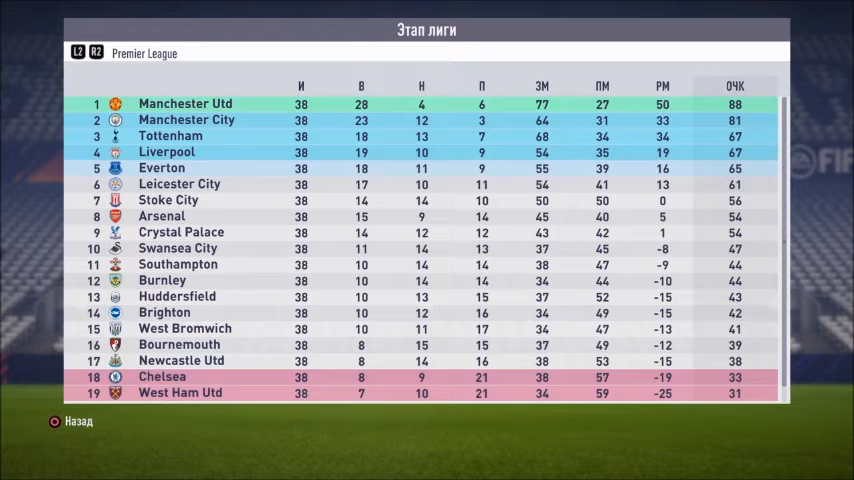 Этап лиги
L2 R2 Premier League
И В Н П ЗМ ПМ РМ ОЧК
1 Manchester Utd 38 28 4 6 77 27 50 88
2 Manchester City 38 23 12 3 64 31 33 81
3 Tottenham 38 18 13 7 68 34 34 67
4 Liverpool 38 19 10 9 54 35 19 67
5 Everton 38 18 11 9 55 39 16 65
6 Leicester City 38 17 10 11 54 41 13 61
7 Stoke City 38 14 14 10 50 50 0 56
8 Arsenal 38 15 9 14 45 40 5 54
9 Crystal Palace 38 14 12 12 43 42 1 54
10 Swansea City 38 11 14 13 37 45 -8 47
11 Southampton 38 10 14 14 38 47 -9 44
12 Burnley 38 10 14 14 34 44 -10 44
13 Huddersfield 38 10 13 15 37 52 -15 43
14 Brighton 38 10 12 16 34 49 -15 42
15 West Bromwich 38 10 11 17 34 47 -13 41
16 Bournemouth 38 8 15 15 37 49 -12 39
17 Newcastle Utd 38 8 14 16 38 53 -15 38
18 Chelsea 38 8 9 21 38 57 -19 33
19 West Ham Utd 38 7 10 21 34 59 -25 31
Назад